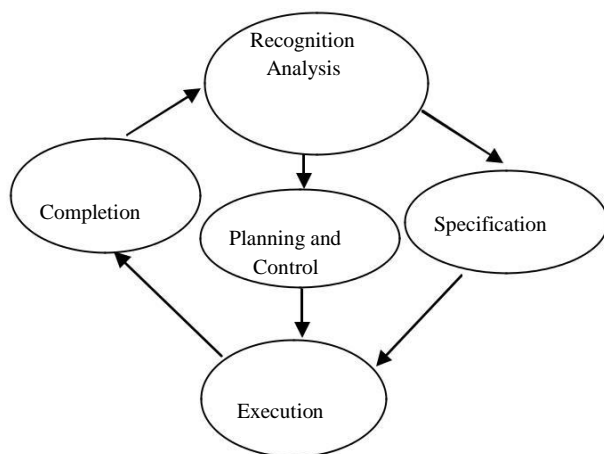 Recognition
Analysis
Completion
Planning and
Control
Specification
Execution